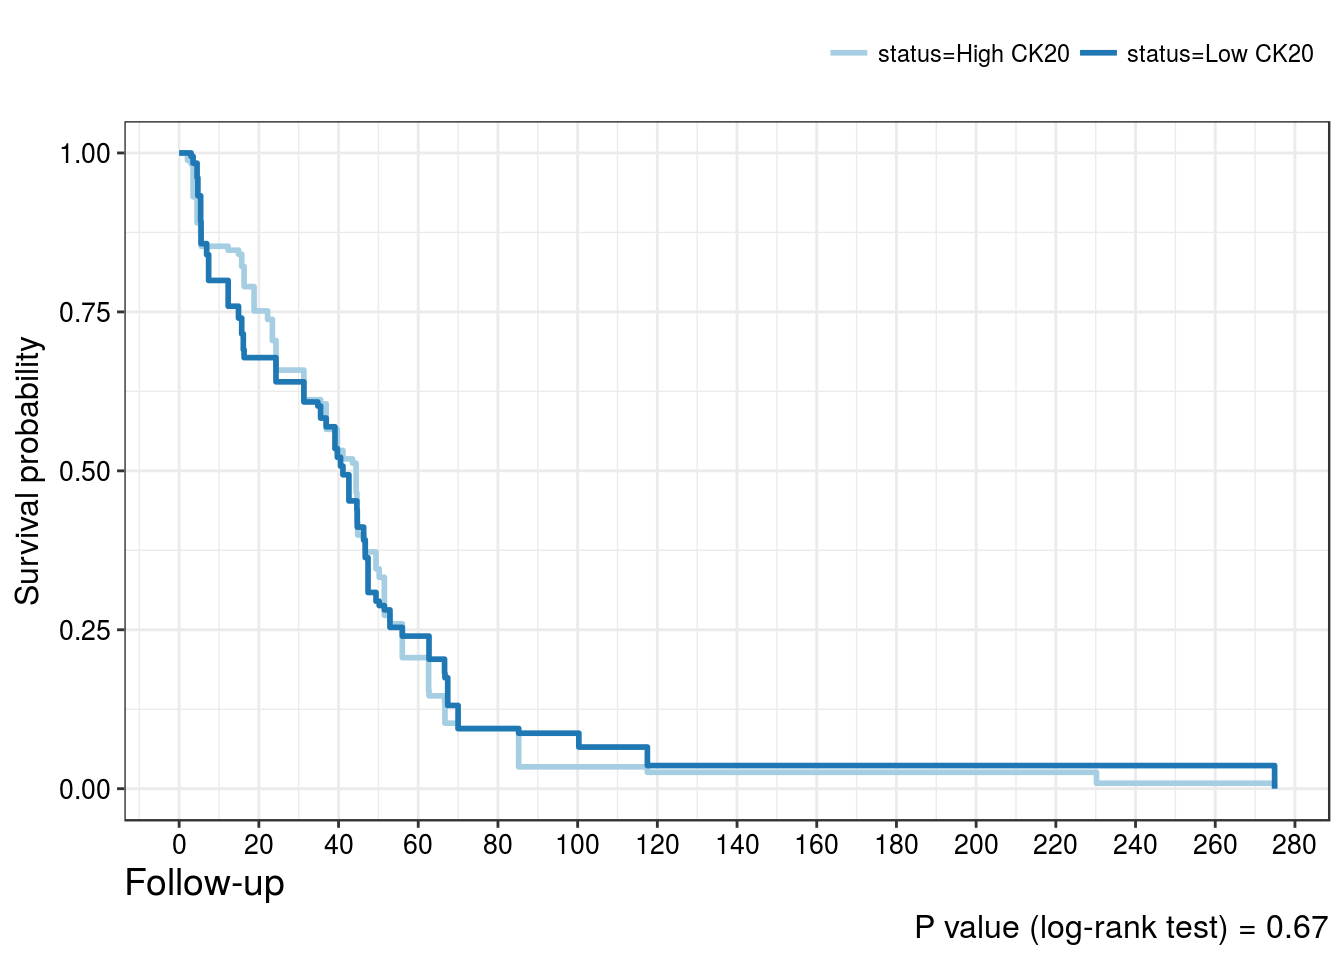 status=High CK20 status=Low CK20
1.00
0.75
0.50
0.25
0.00
Survival probability
0 20 40 60 80 100 120 140 160 180 200 220 240 260 280
Follow-up
P value (log-rank test) = 0.67